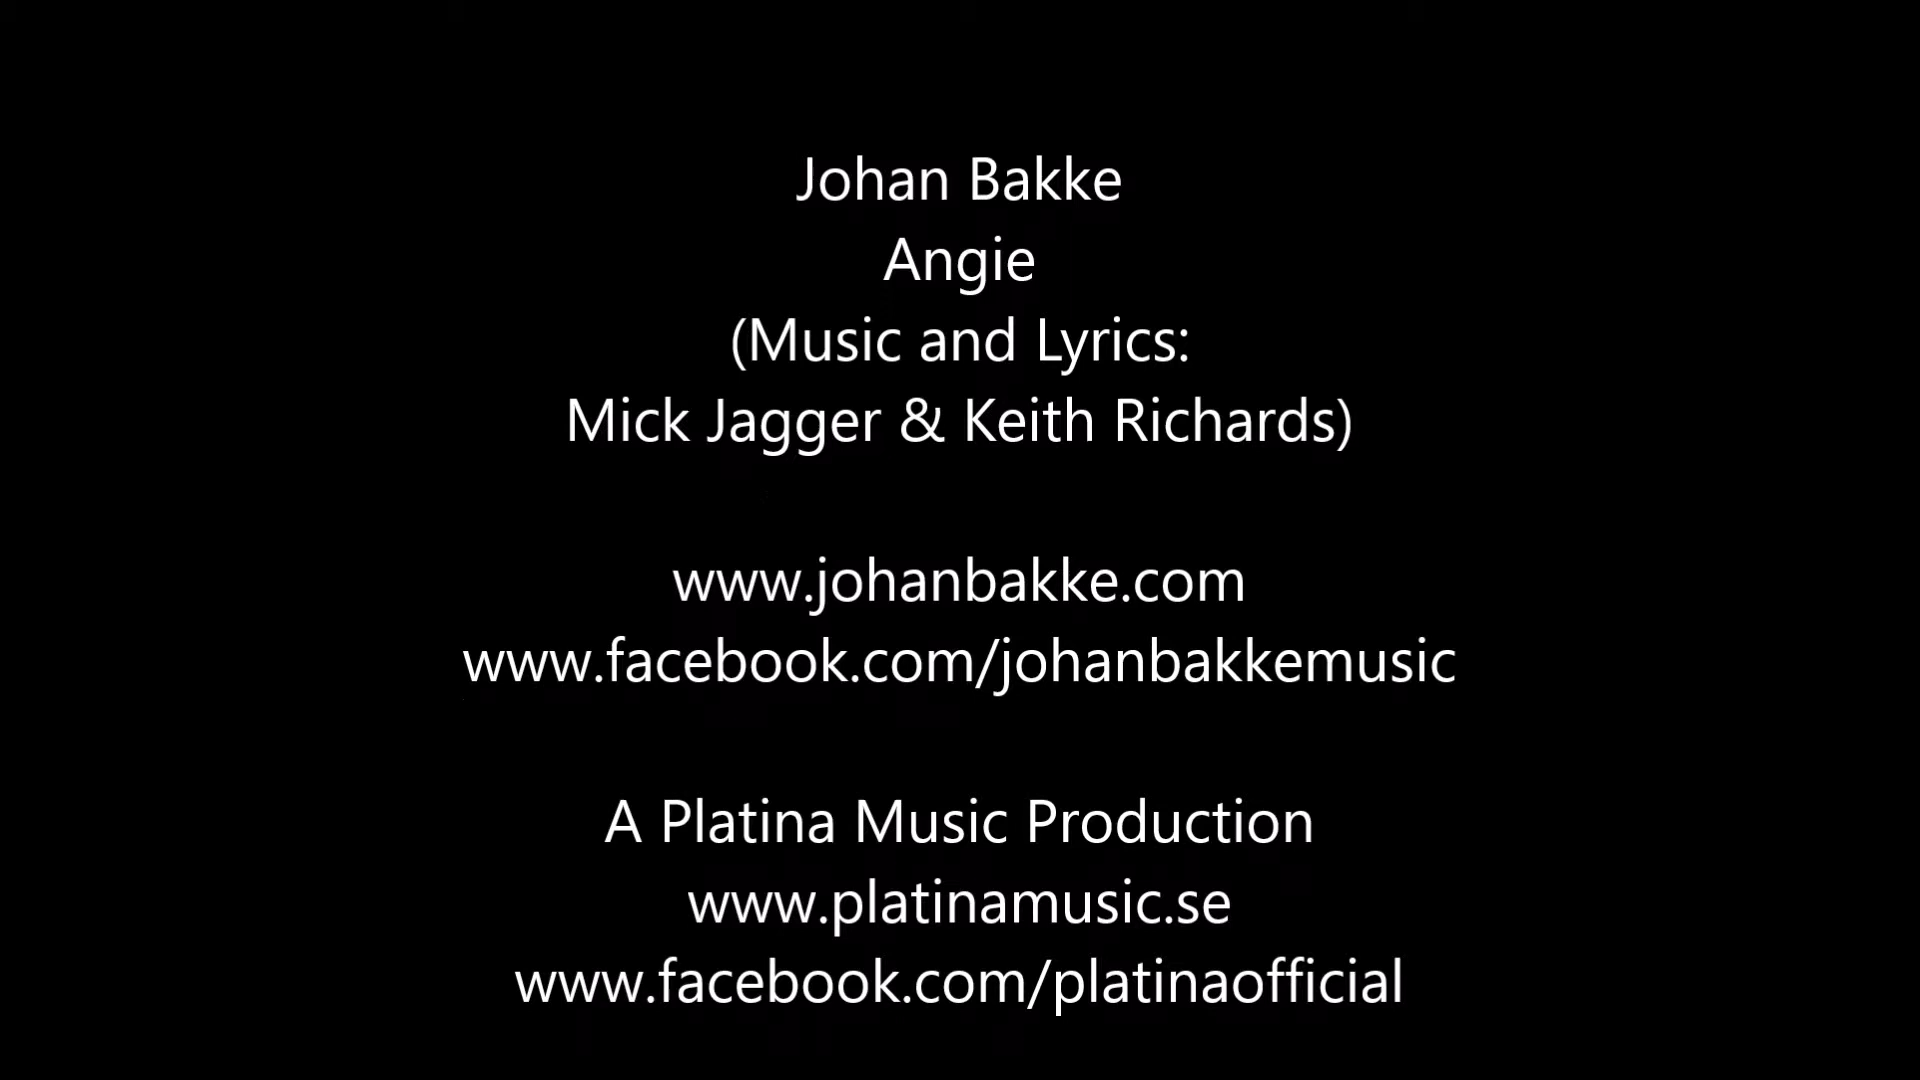 Johan Bakke
Angie
(Music and Lyrics:
Mick Jagger & Keith Richards)
www.johanbakke.com
www.facebook.com/johanbakkemusic
A Platina Music Production
www.platinamusic.se
www.facebook.com/platinaofficial